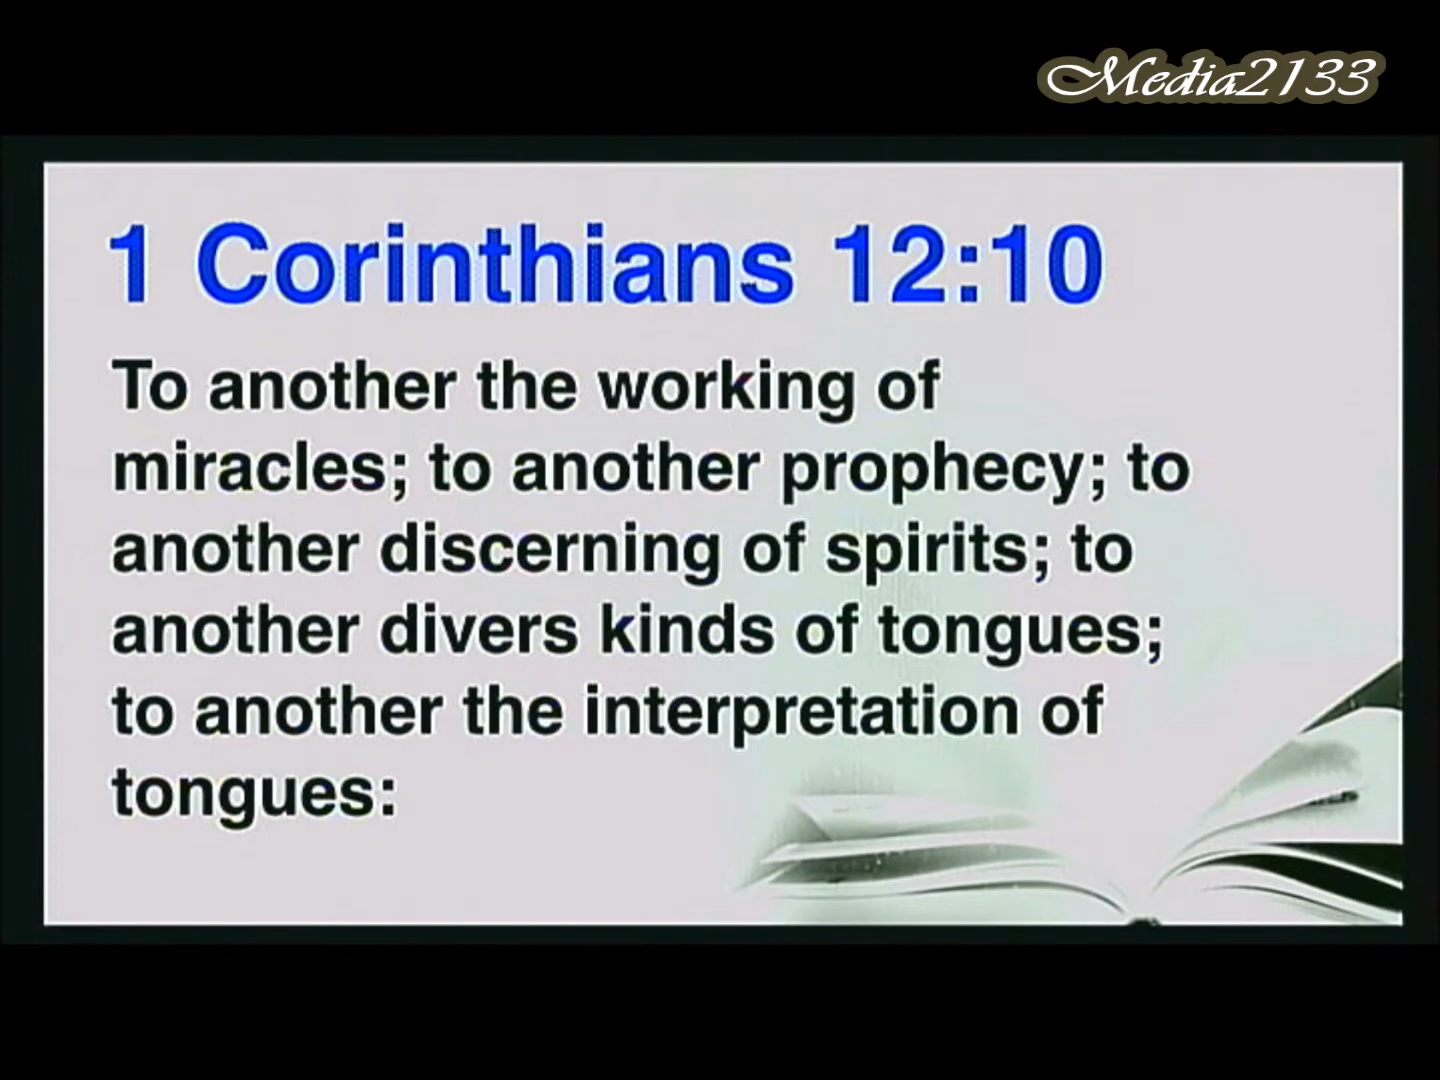 Media2133
1 Corinthians 12:10
To another the working of
miracles; to another prophecy; to
another discerning of spirits; to
another divers kinds of tongues;
to another the interpretation of
tongues: